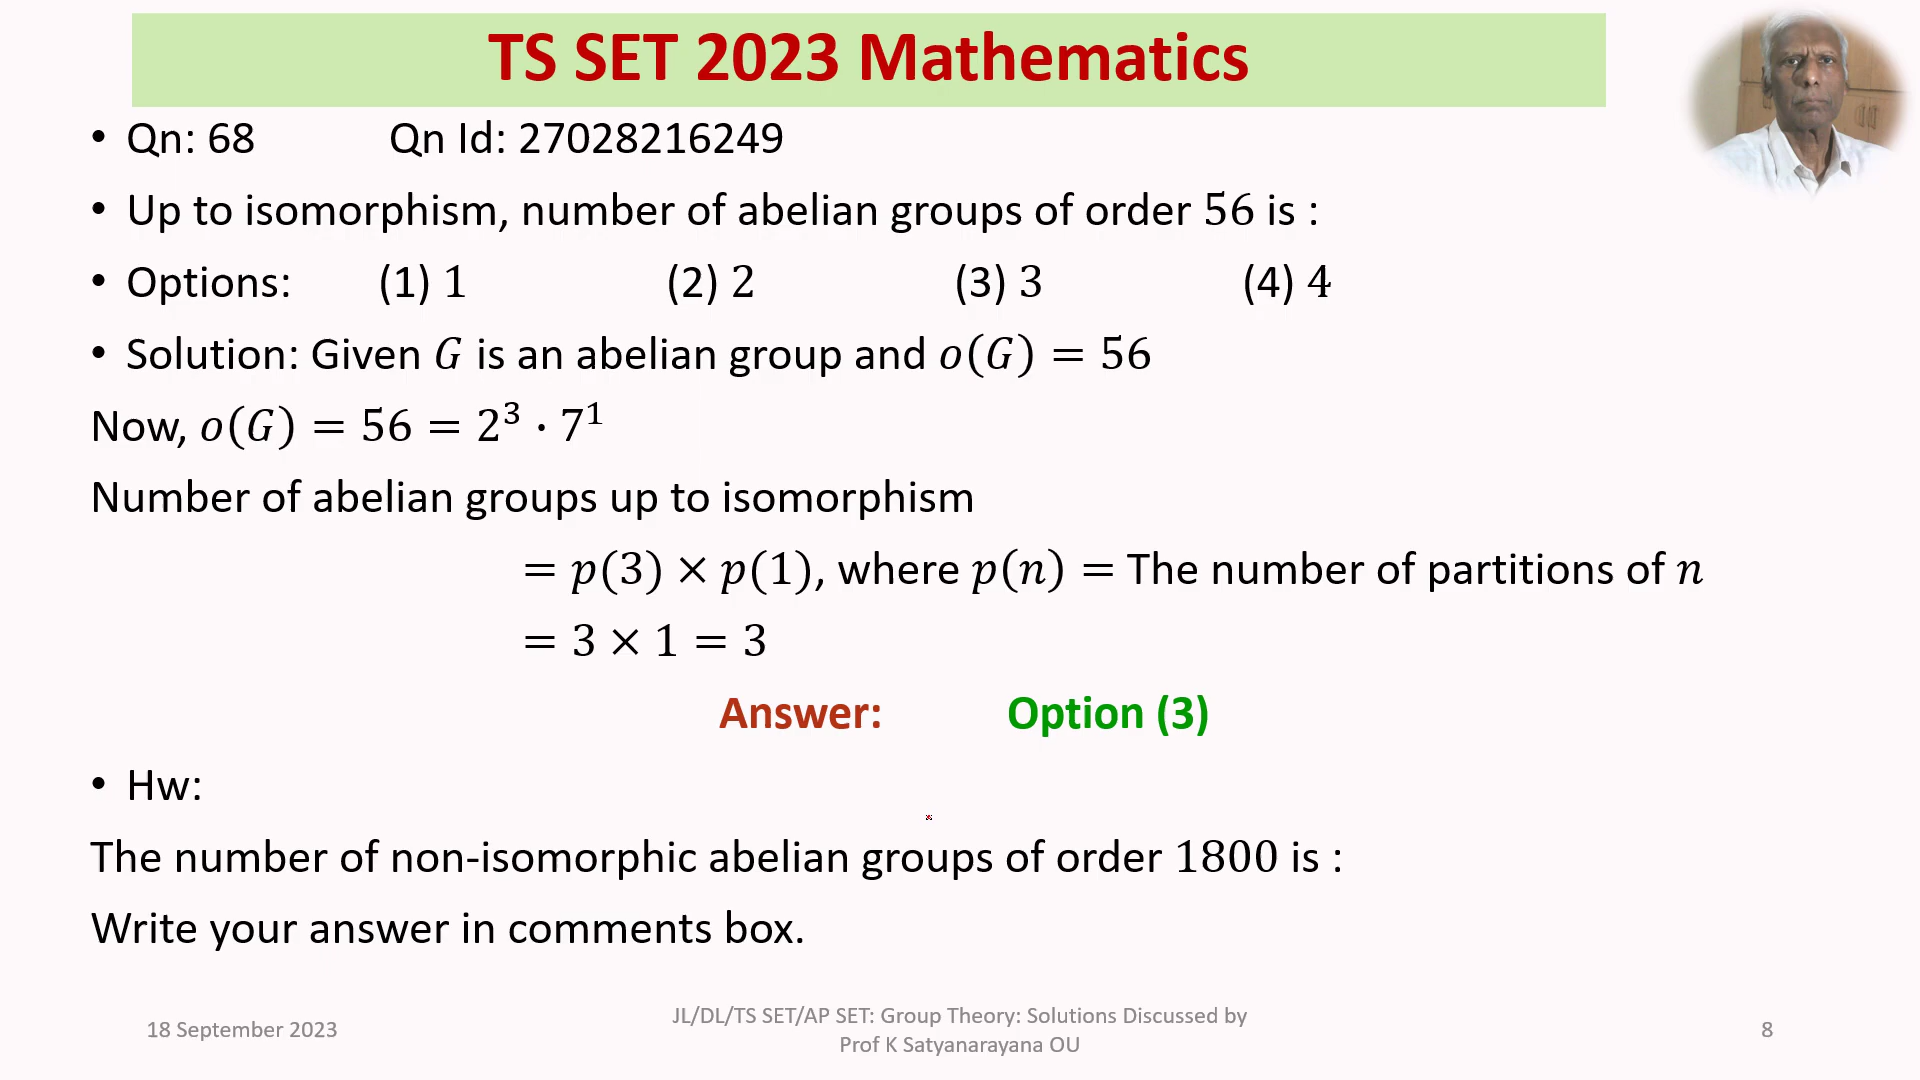 TS SET 2023 Mathematics
• Qn: 68 Qn Id: 27028216249
• Up to isomorphism, number of abelian groups of order 56 is :
• Options: (1) 1 (2) 2 (3) 3 (4) 4
• Solution: Given G is an abelian group and o(G) = 56
Now, o(G) = 56 = 2³ · 7¹
Number of abelian groups up to isomorphism
= p(3) × p(1), where p(n) = The number of partitions of n
= 3 × 1 = 3
Answer: Option (3)
• Hw:
The number of non-isomorphic abelian groups of order 1800 is :
Write your answer in comments box.
18 September 2023
JL/DL/TS SET/AP SET: Group Theory: Solutions Discussed by
Prof K Satyanarayana OU
8